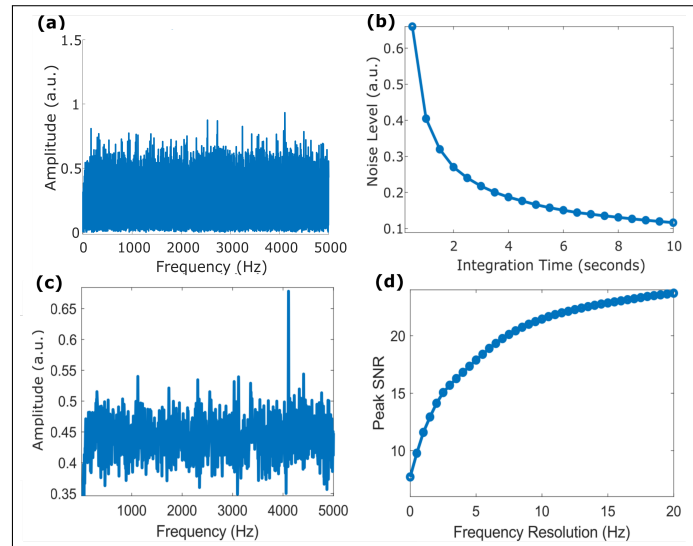 (a)
1.5
1
0.5
0
Amplitude (a.u.)
0 1000 2000 3000 4000 5000
Frequency (Hz)
(b)
0.6
0.5
0.4
0.3
0.2
0.1
Noise Level (a.u.)
2 4 6 8 10
Integration Time (seconds)
(c)
0.65
0.6
0.55
0.5
0.45
0.4
0.35
Amplitude (a.u.)
1000 2000 3000 4000 5000
Frequency (Hz)
(d)
20
15
10
Peak SNR
0 5 10 15 20
Frequency Resolution (Hz)